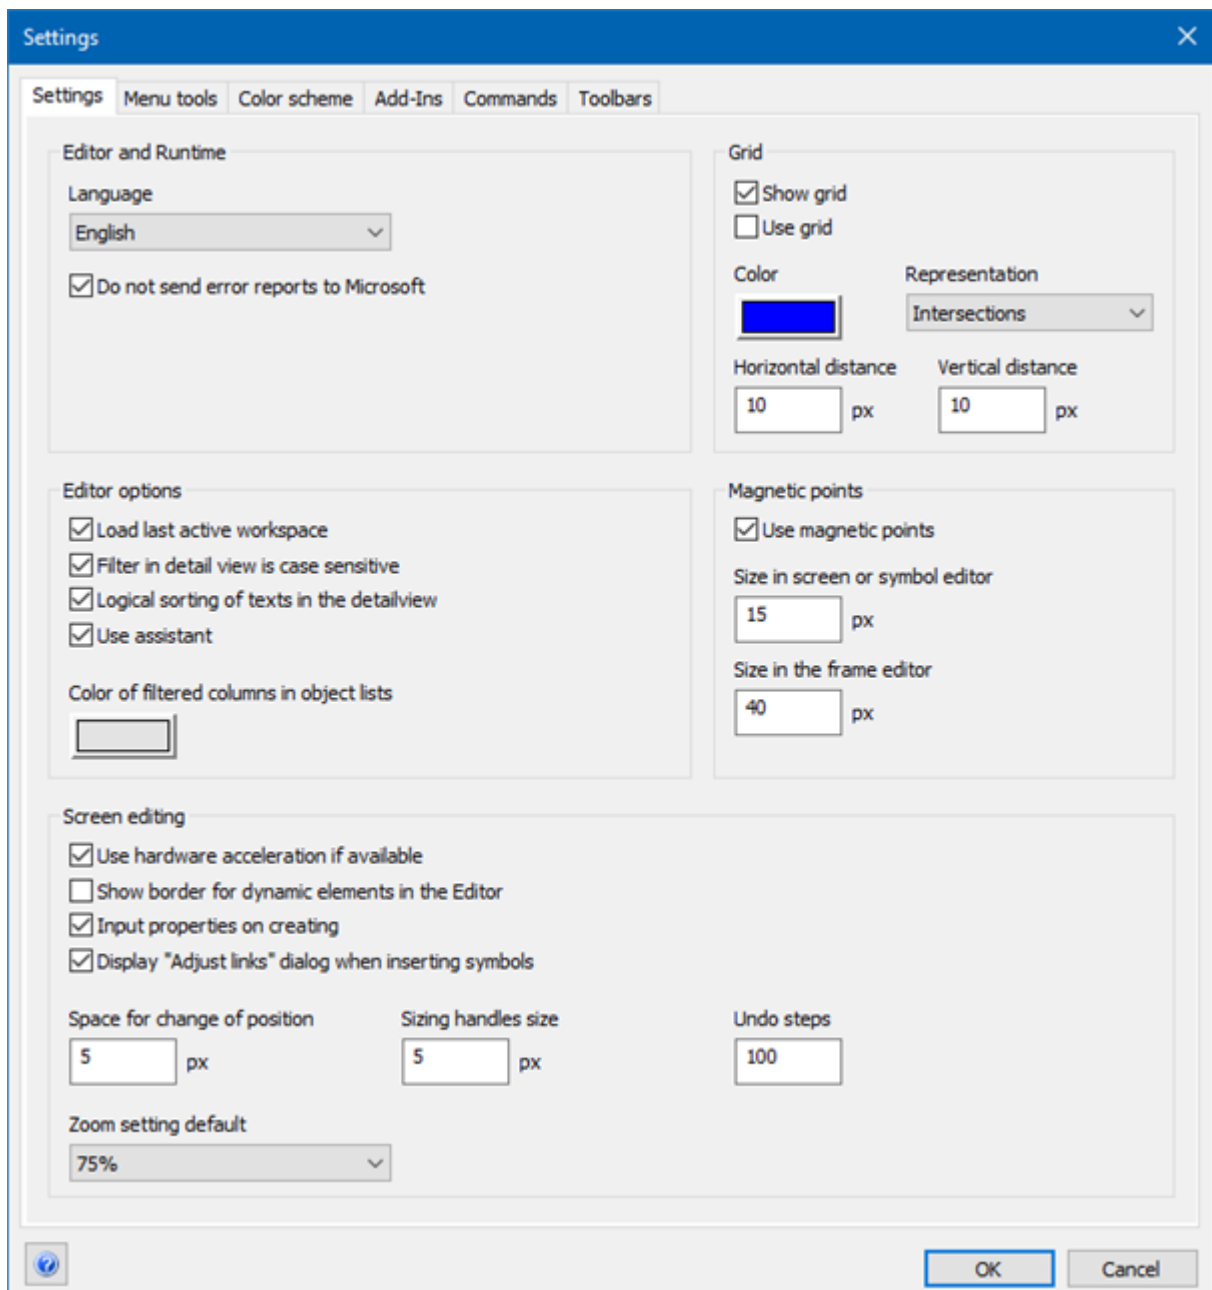 Settings
Settings Menu tools Color scheme Add-Ins Commands Toolbars
Editor and Runtime
Language
English
Do not send error reports to Microsoft
Grid
Show grid
Use grid
Color Representation
Intersections
Horizontal distance Vertical distance
10 px 10 px
Editor options
Load last active workspace
Filter in detail view is case sensitive
Logical sorting of texts in the detailview
Use assistant
Color of filtered columns in object lists
Magnetic points
Use magnetic points
Size in screen or symbol editor
15 px
Size in the frame editor
40 px
Screen editing
Use hardware acceleration if available
Show border for dynamic elements in the Editor
Input properties on creating
Display "Adjust links" dialog when inserting symbols
Space for change of position Sizing handles size Undo steps
5 px 5 px 100
Zoom setting default
75%
? OK Cancel